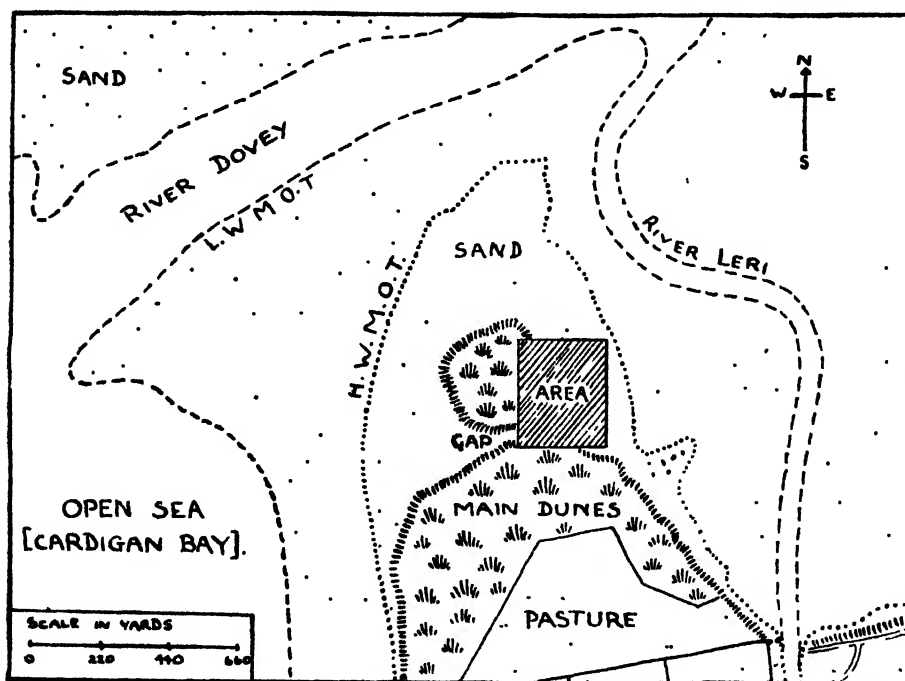 SAND
N
W E
S
RIVER DOVEY
L.W M O.T
RIVER LERI
SAND
H.W.M.O.T.
AREA
GAP
OPEN SEA
[CARDIGAN BAY].
MAIN DUNES
PASTURE
SCALE IN YARDS
0 220 440 660